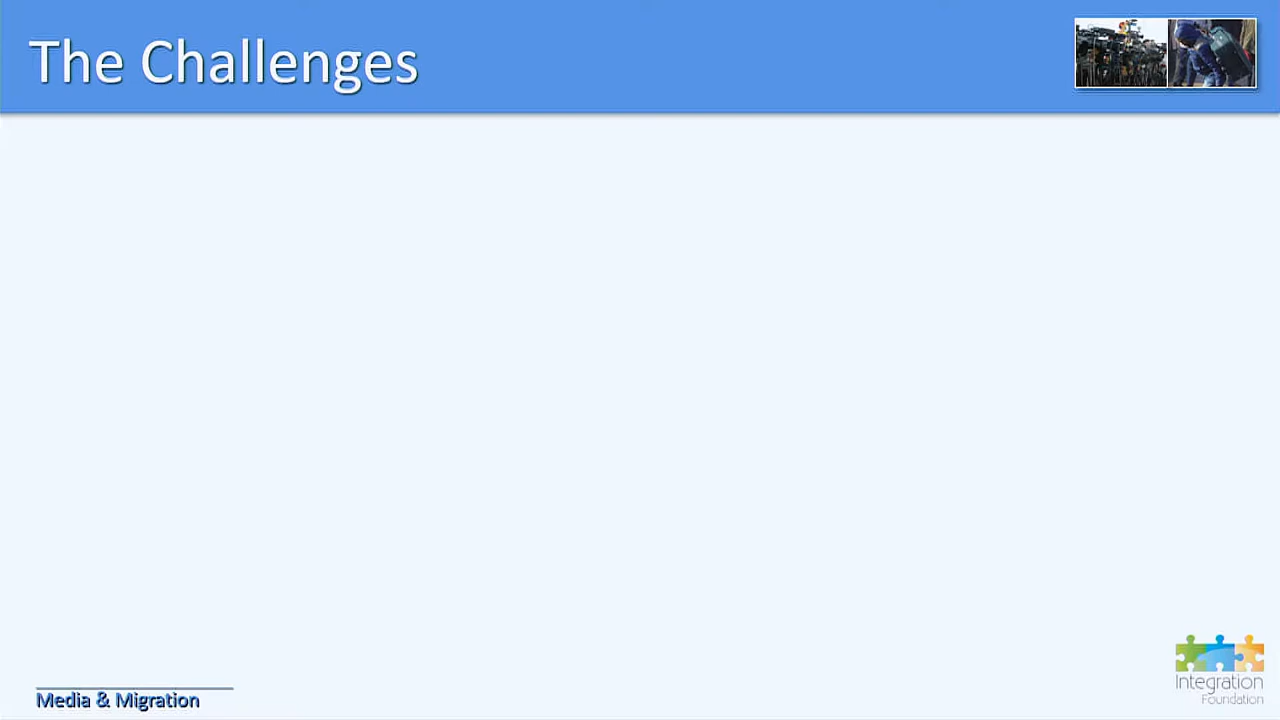 The Challenges
Media & Migration
Integration
Foundation